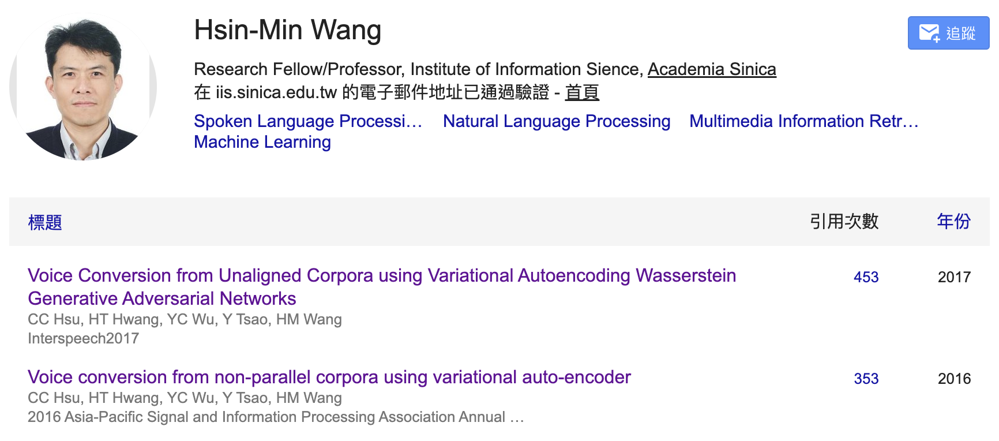 Hsin-Min Wang
追蹤
Research Fellow/Professor, Institute of Information Sience, Academia Sinica
在 iis.sinica.edu.tw 的電子郵件地址已通過驗證 - 首頁
Spoken Language Processi… Natural Language Processing Multimedia Information Retr…
Machine Learning
標題 引用次數 年份
Voice Conversion from Unaligned Corpora using Variational Autoencoding Wasserstein 453 2017
Generative Adversarial Networks
CC Hsu, HT Hwang, YC Wu, Y Tsao, HM Wang
Interspeech2017
Voice conversion from non-parallel corpora using variational auto-encoder 353 2016
CC Hsu, HT Hwang, YC Wu, Y Tsao, HM Wang
2016 Asia-Pacific Signal and Information Processing Association Annual …